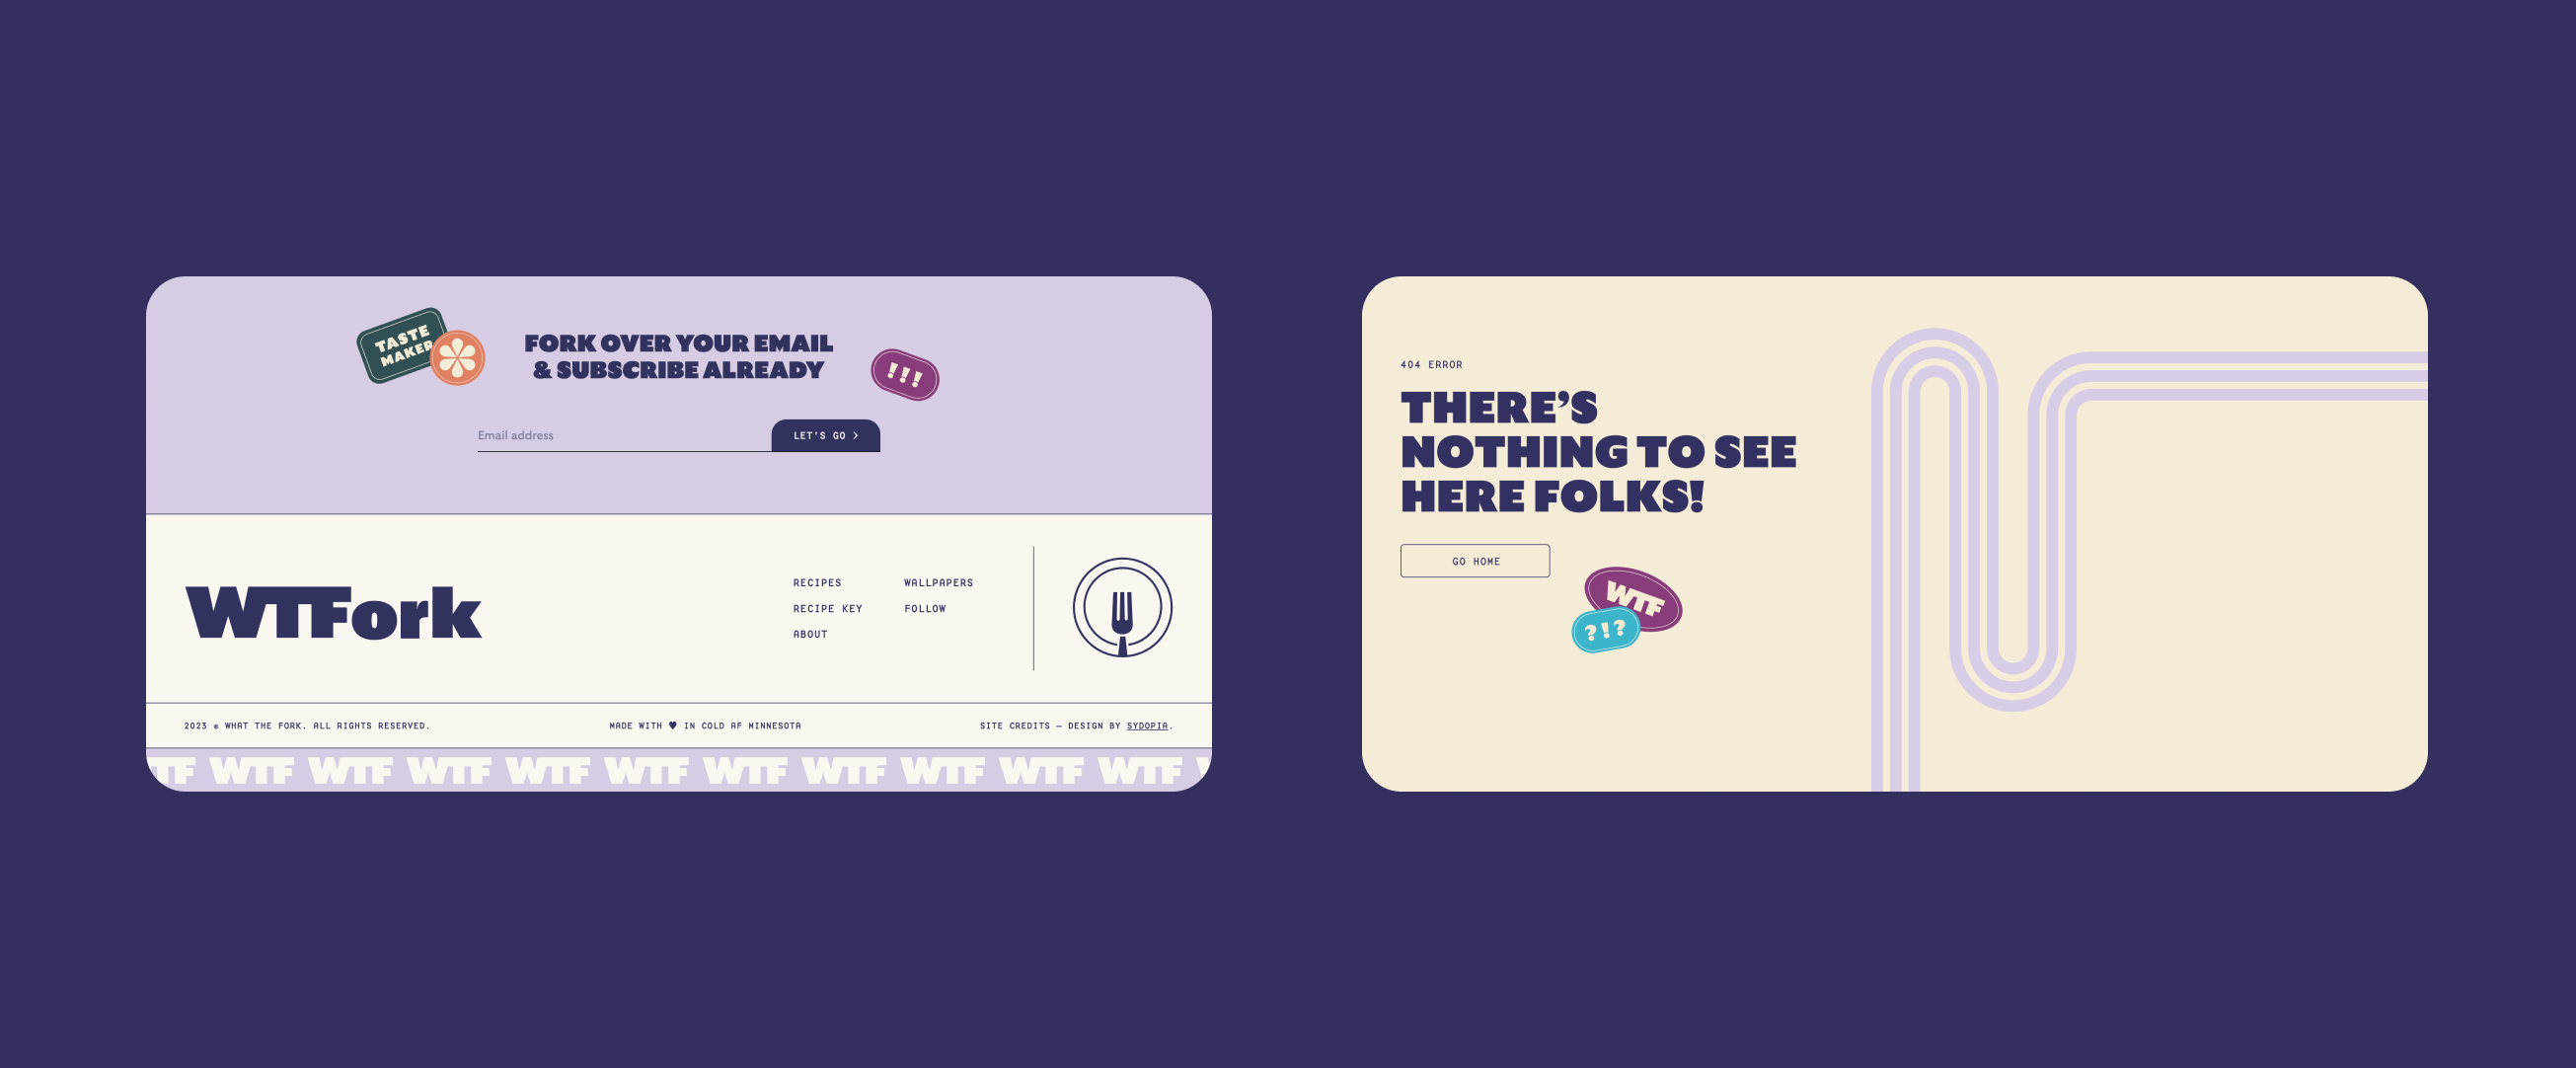 TASTE
MAKER
FORK OVER YOUR EMAIL
& SUBSCRIBE ALREADY
!!!
Email address
LET'S GO >
WTFork
RECIPES
WALLPAPERS
RECIPE KEY
FOLLOW
ABOUT
2023 © WHAT THE FORK. ALL RIGHTS RESERVED.
MADE WITH ♥ IN COLD AF MINNESOTA
SITE CREDITS — DESIGN BY SYDOPIA.
TF WTF WTF WTF WTF WTF WTF WTF WTF WTF WTF
404 ERROR
THERE’S
NOTHING TO SEE
HERE FOLKS!
GO HOME
WTF
?!?